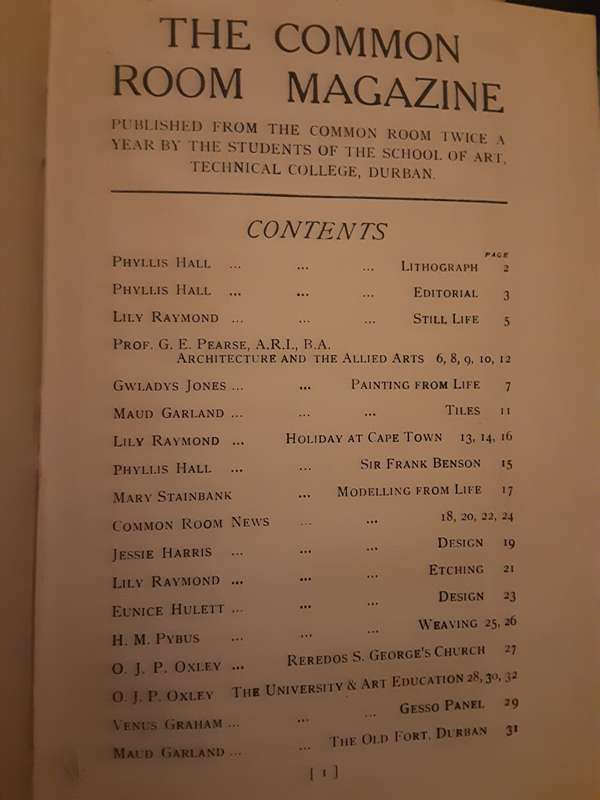 THE COMMON
ROOM MAGAZINE
PUBLISHED FROM THE COMMON ROOM TWICE A
YEAR BY THE STUDENTS OF THE SCHOOL OF ART,
TECHNICAL COLLEGE, DURBAN.
CONTENTS
PAGE
PHYLLIS HALL ... ... ... LITHOGRAPH 2
PHYLLIS HALL ... ... ... EDITORIAL 3
LILY RAYMOND ... ... ... STILL LIFE 5
PROF. G. E. PEARSE, A.R.I., B.A.
ARCHITECTURE AND THE ALLIED ARTS 6, 8, 9, 10, 12
GWLADYS JONES ... ... PAINTING FROM LIFE 7
MAUD GARLAND ... ... ... TILES 11
LILY RAYMOND ... HOLIDAY AT CAPE TOWN 13, 14, 16
PHYLLIS HALL ... ... SIR FRANK BENSON 15
MARY STAINBANK ... MODELLING FROM LIFE 17
COMMON ROOM NEWS ... ... 18, 20, 22, 24
JESSIE HARRIS ... ... ... DESIGN 19
LILY RAYMOND ... ... ... ETCHING 21
EUNICE HULETT ... ... ... DESIGN 23
H. M. PYBUS ... ... ... WEAVING 25, 26
O. J. P. OXLEY ... REREDOS S. GEORGE'S CHURCH 27
O. J. P. OXLEY THE UNIVERSITY & ART EDUCATION 28, 30, 32
VENUS GRAHAM ... ... ... GESSO PANEL 29
MAUD GARLAND ... ... THE OLD FORT, DURBAN 31
[ 1 ]